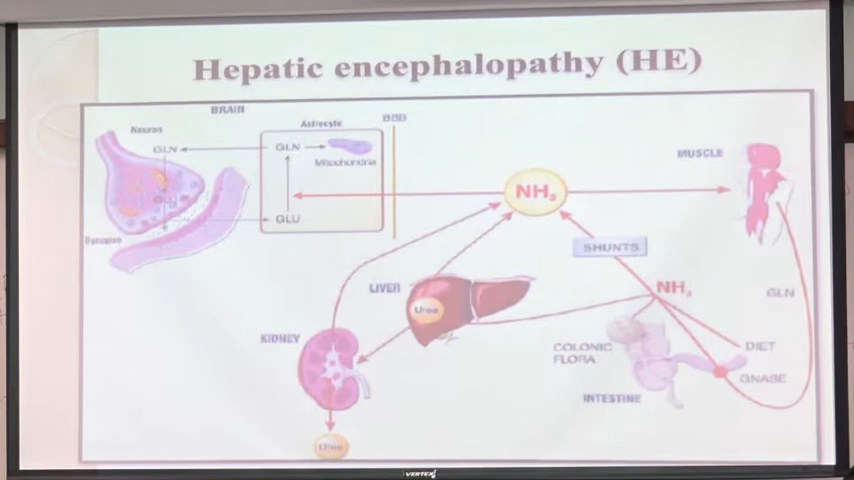 Hepatic encephalopathy (HE)
BRAIN
Neuron
GLN
GLU
Synapse
Astrocyte
GLN
Mitochondria
GLU
BBB
NH₃
MUSCLE
SHUNTS
NH₃
GLN
LIVER
Urea
KIDNEY
Urea
COLONIC
FLORA
INTESTINE
DIET
GNASE
VERTEX